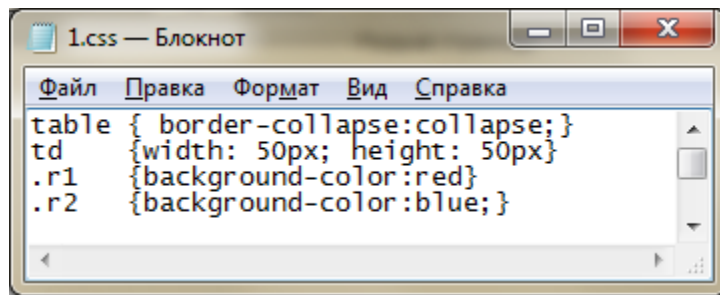 1.css — Блокнот
Файл Правка Формат Вид Справка
table { border-collapse:collapse;}
td {width: 50px; height: 50px}
.r1 {background-color:red}
.r2 {background-color:blue;}